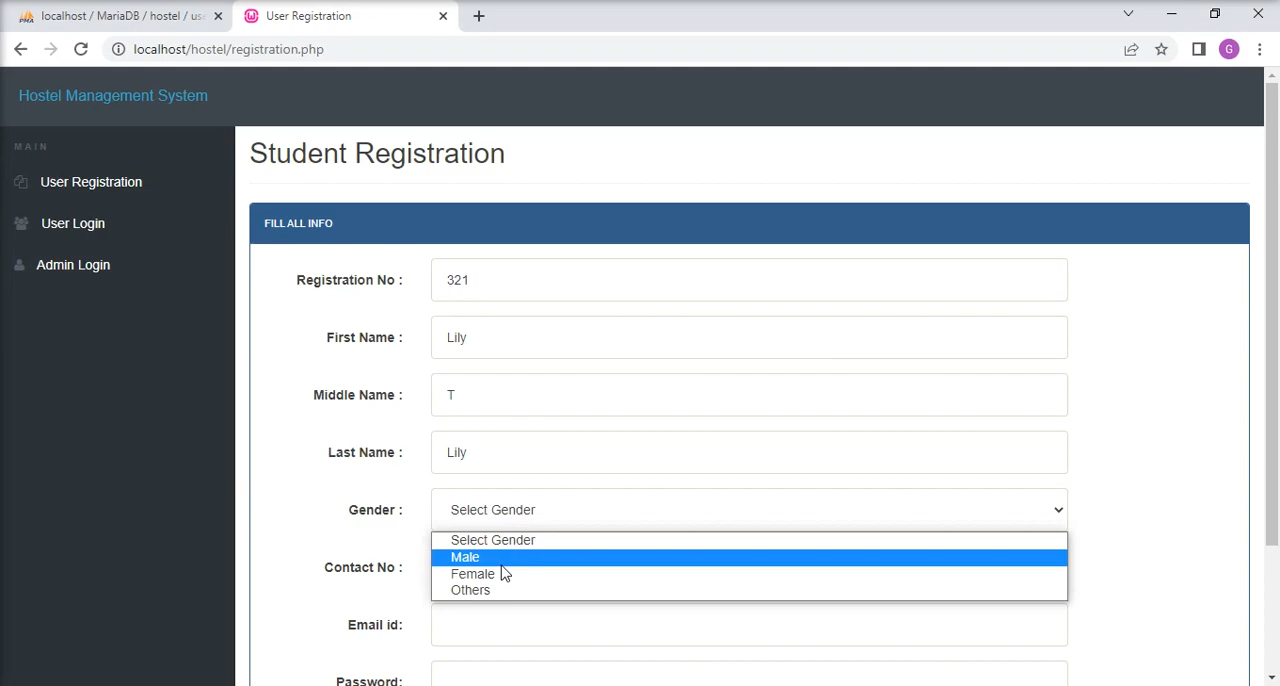 localhost / MariaDB / hostel / us
User Registration
localhost/hostel/registration.php
G
Hostel Management System
MAIN
User Registration
User Login
Admin Login
Student Registration
FILL ALL INFO
Registration No :
321
First Name :
Lily
Middle Name :
T
Last Name :
Lily
Gender :
Select Gender
Select Gender
Male
Female
Others
Contact No :
Email id:
Password: